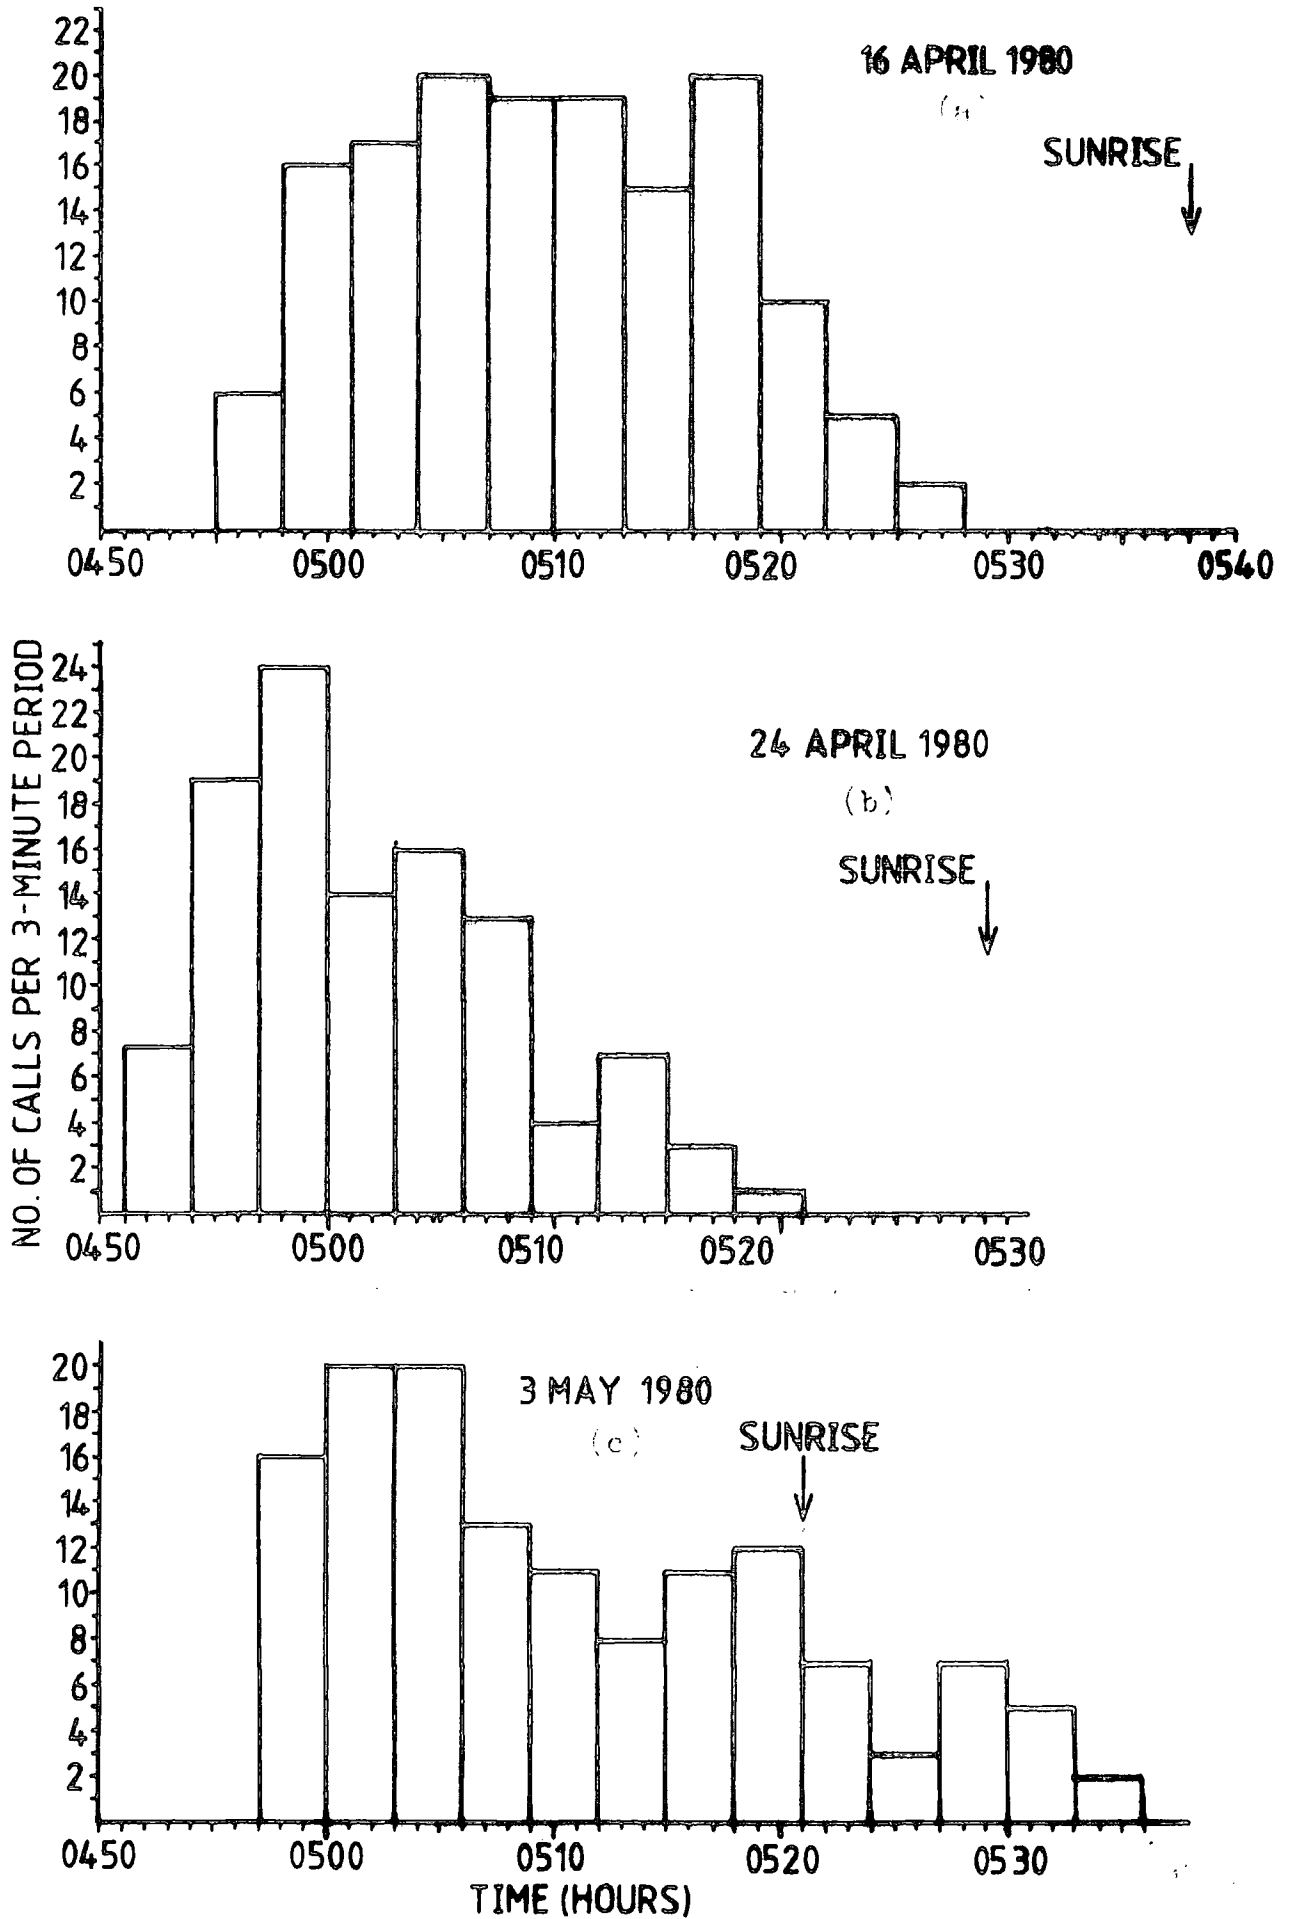 22
20
18
16
14
12
10
8
6
4
2
16 APRIL 1980
(a)
SUNRISE
0450 0500 0510 0520 0530 0540
NO. OF CALLS PER 3-MINUTE PERIOD
24
22
20
18
16
14
12
10
8
6
4
2
24 APRIL 1980
(b)
SUNRISE
0450 0500 0510 0520 0530
20
18
16
14
12
10
8
6
4
2
3 MAY 1980
(c)
SUNRISE
0450 0500 0510 0520 0530
TIME (HOURS)